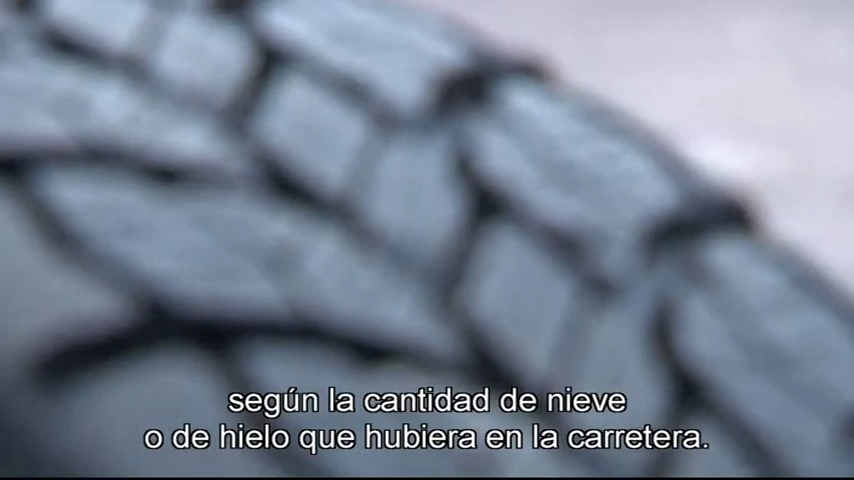 según la cantidad de nieve
o de hielo que hubiera en la carretera.